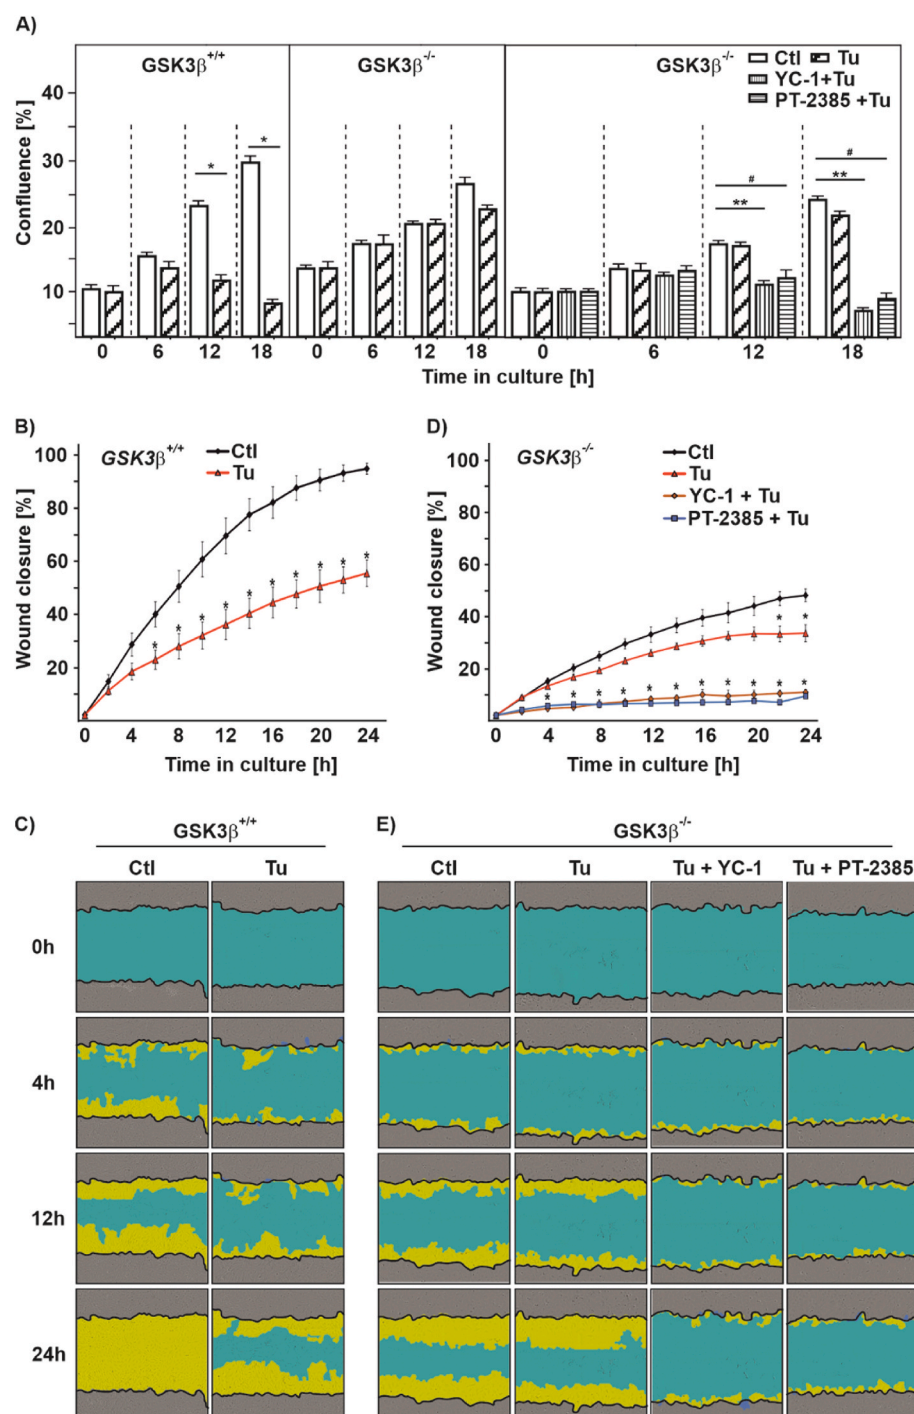 A)
GSK3β+/+
GSK3β-/-
GSK3β-/-
Ctl Tu
YC-1+Tu
PT-2385 +Tu
Confluence [%]
40
30
20
10
* * # ** # **
0 6 12 18 0 6 12 18 0 6 12 18
Time in culture [h]
B)
GSK3β+/+
Ctl
Tu
Wound closure [%]
100
80
60
40
20
* * * * * * * * * *
0 4 8 12 16 20 24
Time in culture [h]
D)
GSK3β-/-
Ctl
Tu
YC-1 + Tu
PT-2385 + Tu
Wound closure [%]
100
80
60
40
20
* *
* * * * * * * * * * *
0 4 8 12 16 20 24
Time in culture [h]
C)
GSK3β+/+
Ctl Tu
0h
4h
12h
24h
E)
GSK3β-/-
Ctl Tu Tu + YC-1 Tu + PT-2385